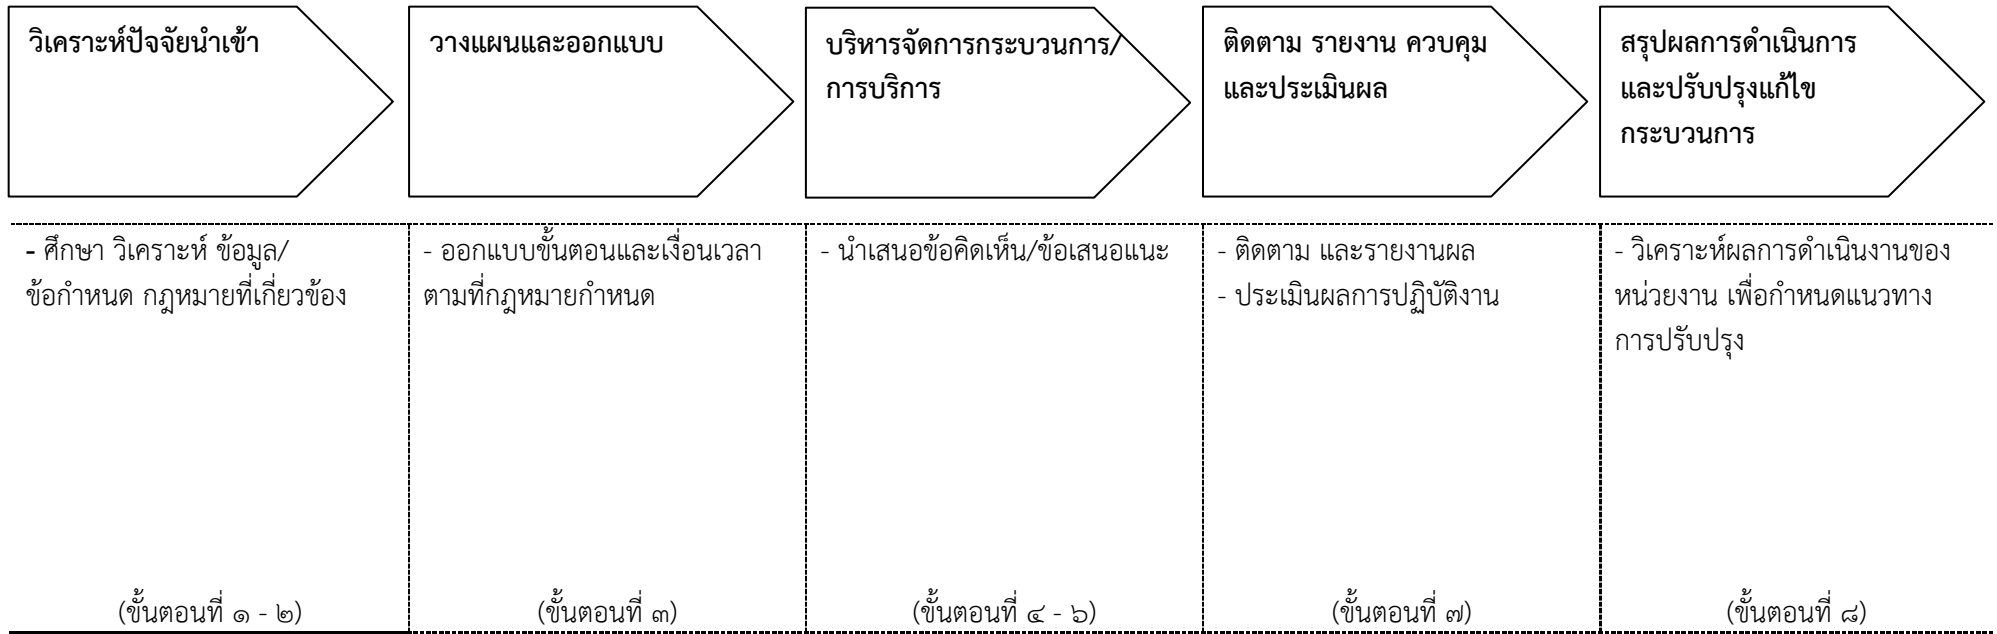 วิเคราะห์ปัจจัยนำเข้า
วางแผนและออกแบบ
บริหารจัดการกระบวนการ/
การบริการ
ติดตาม รายงาน ควบคุม
และประเมินผล
สรุปผลการดำเนินการ
และปรับปรุงแก้ไข
กระบวนการ
- ศึกษา วิเคราะห์ ข้อมูล/
ข้อกำหนด กฎหมายที่เกี่ยวข้อง
(ขั้นตอนที่ ๑ - ๒)
- ออกแบบขั้นตอนและเงื่อนเวลา
ตามที่กฎหมายกำหนด
(ขั้นตอนที่ ๓)
- นำเสนอข้อคิดเห็น/ข้อเสนอแนะ
(ขั้นตอนที่ ๔ - ๖)
- ติดตาม และรายงานผล
- ประเมินผลการปฏิบัติงาน
(ขั้นตอนที่ ๗)
- วิเคราะห์ผลการดำเนินงานของ
หน่วยงาน เพื่อกำหนดแนวทาง
การปรับปรุง
(ขั้นตอนที่ ๘)